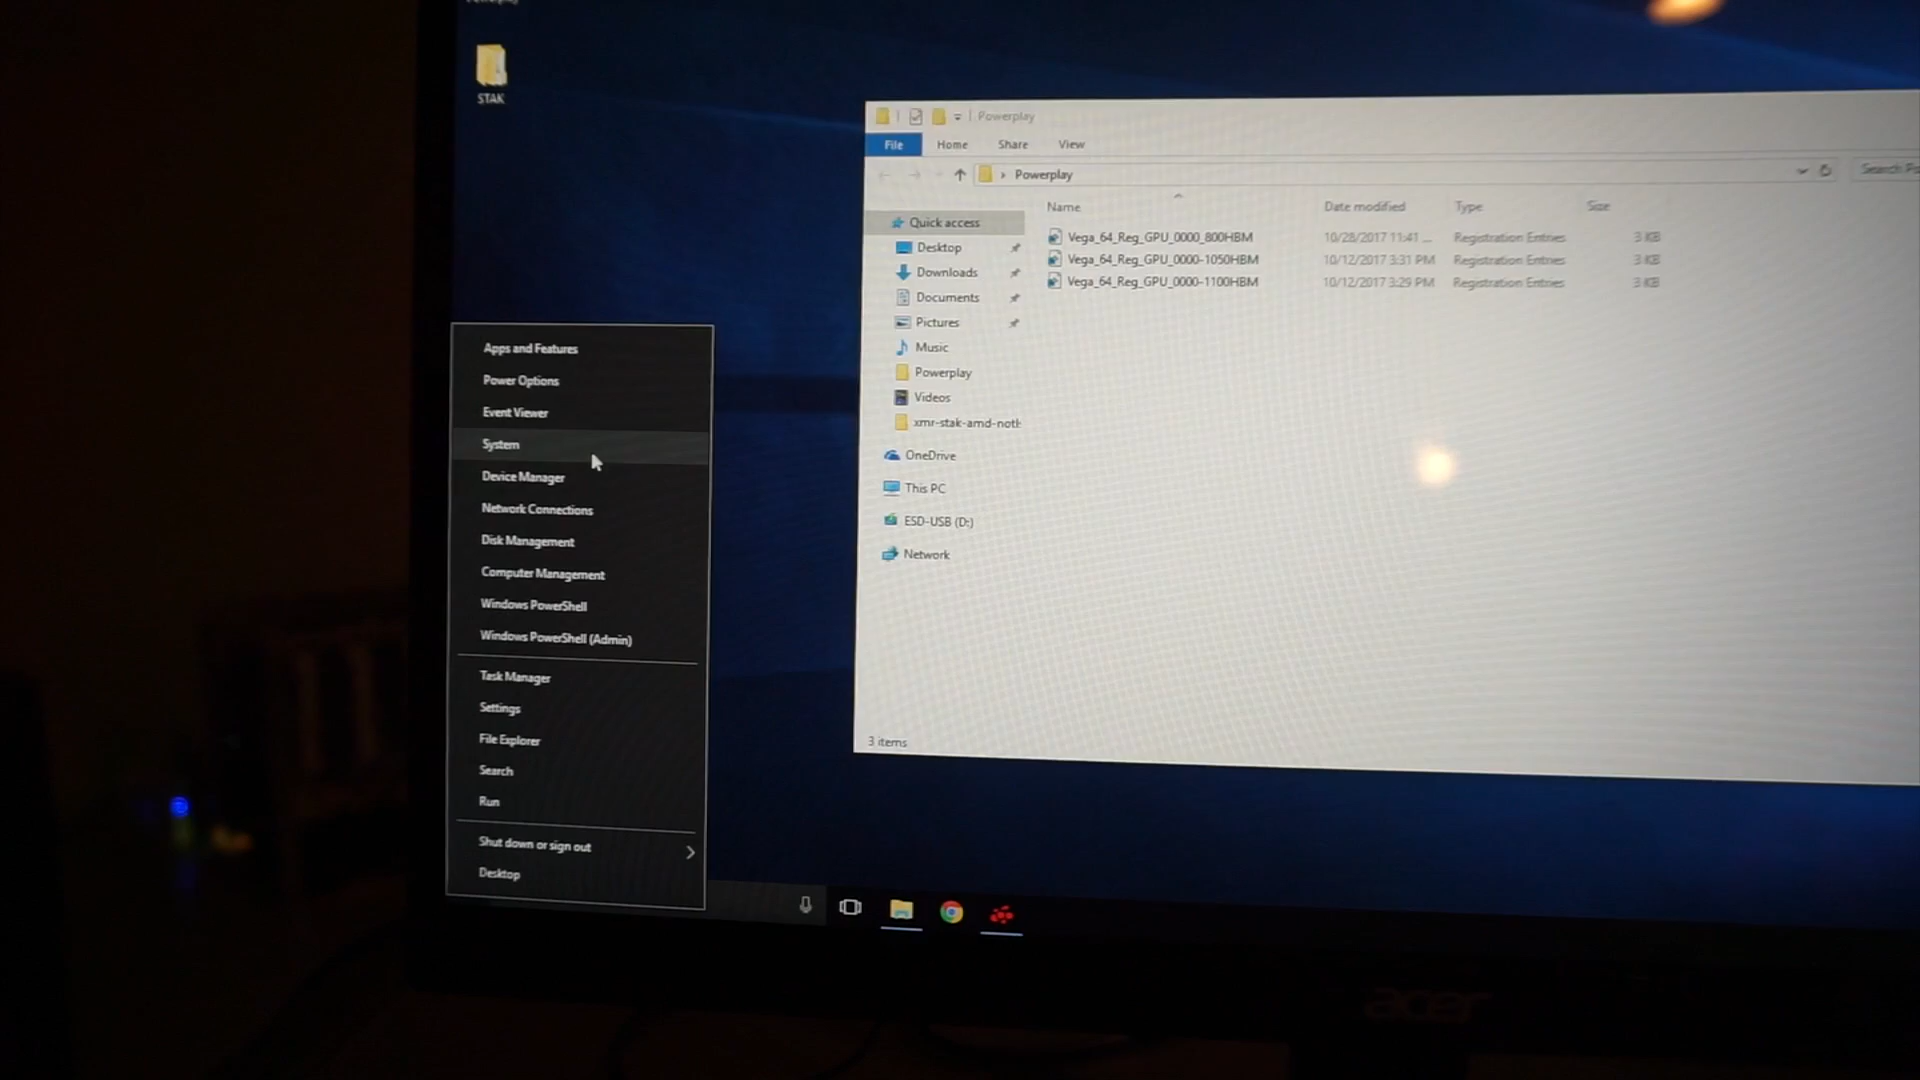 STAK
Powerplay
File Home Share View
Powerplay
Search
Name Date modified Type Size
Quick access
Desktop
Downloads
Documents
Pictures
Music
Powerplay
Videos
xmr-stak-amd-notl
OneDrive
This PC
ESD-USB (D:)
Network
Vega_64_Reg_GPU_0000_800HBM 10/28/2017 11:41 ... Registration Entries 3 KB
Vega_64_Reg_GPU_0000-1050HBM 10/12/2017 3:31 PM Registration Entries 3 KB
Vega_64_Reg_GPU_0000-1100HBM 10/12/2017 3:29 PM Registration Entries 3 KB
3 items
Apps and Features
Power Options
Event Viewer
System
Device Manager
Network Connections
Disk Management
Computer Management
Windows PowerShell
Windows PowerShell (Admin)
Task Manager
Settings
File Explorer
Search
Run
Shut down or sign out
Desktop
acer